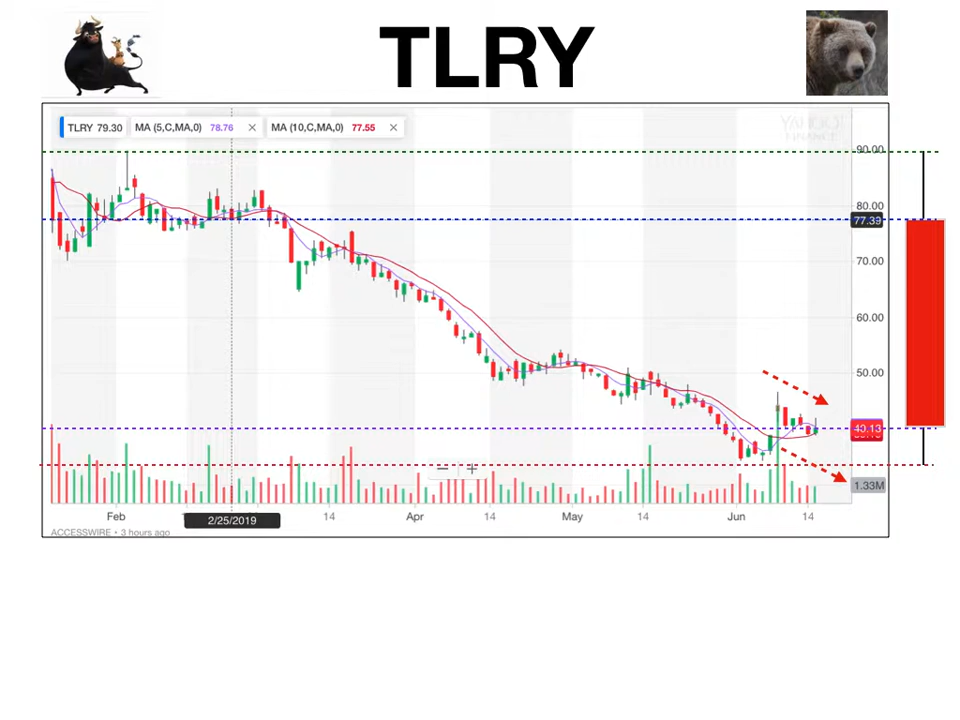 TLRY
TLRY 79.30 MA (5,C,MA,0) 78.76 × MA (10,C,MA,0) 77.55 ×
YAHOO!
FINANCE
90.00
80.00
77.39
70.00
60.00
50.00
40.13
1.33M
Feb 2/25/2019 14 Apr 14 May 14 Jun 14
ACCESSWIRE • 3 hours ago